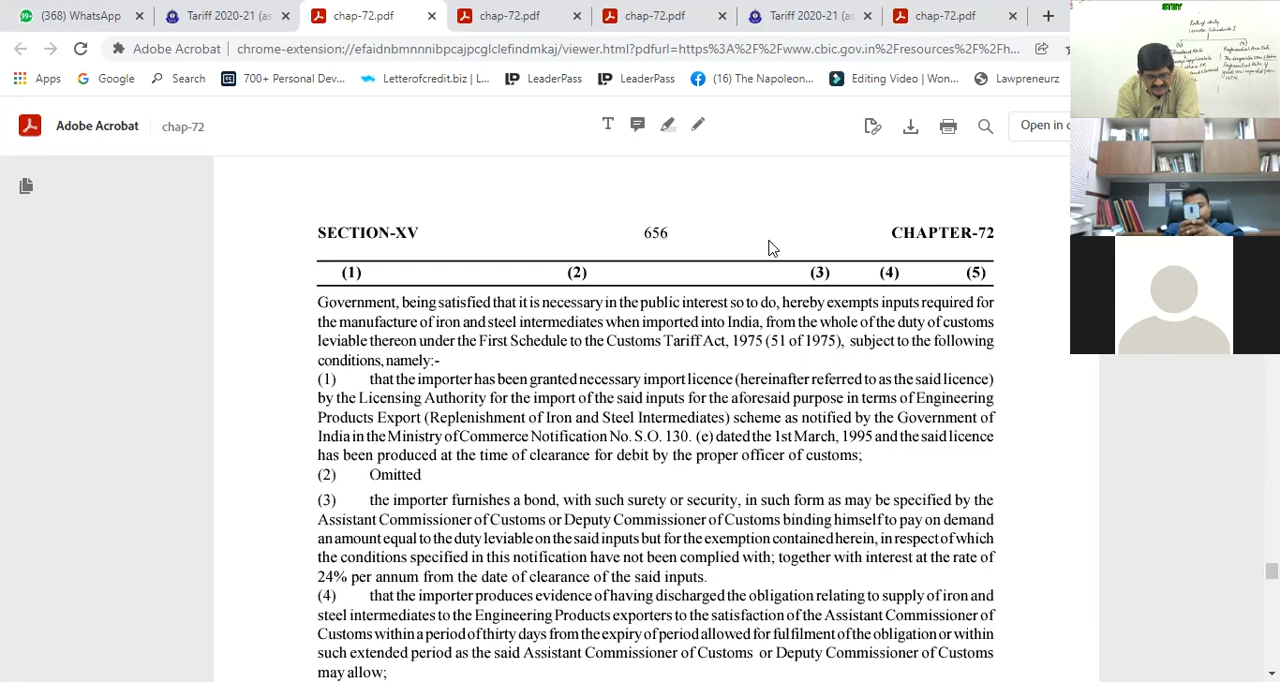 (368) WhatsApp
Tariff 2020-21 (as
chap-72.pdf
chap-72.pdf
chap-72.pdf
Tariff 2020-21 (as
chap-72.pdf
Adobe Acrobat
chrome-extension://efaidnbmnnnibpcajpcglclefindmkaj/viewer.html?pdfurl=https%3A%2F%2Fwww.cbic.gov.in%2Fresources%2F%2Fh...
Apps
Google
Search
700+ Personal Dev...
Letterofcredit.biz | L...
LeaderPass
LeaderPass
(16) The Napoleon...
Editing Video | Won...
Lawpreneurz
Adobe Acrobat
chap-72
Open in
SECTION-XV 656 CHAPTER-72
(1) (2) (3) (4) (5)
Government, being satisfied that it is necessary in the public interest so to do, hereby exempts inputs required for
the manufacture of iron and steel intermediates when imported into India, from the whole of the duty of customs
leviable thereon under the First Schedule to the Customs Tariff Act, 1975 (51 of 1975), subject to the following
conditions, namely:-
(1) that the importer has been granted necessary import licence (hereinafter referred to as the said licence)
by the Licensing Authority for the import of the said inputs for the aforesaid purpose in terms of Engineering
Products Export (Replenishment of Iron and Steel Intermediates) scheme as notified by the Government of
India in the Ministry of Commerce Notification No. S.O. 130. (e) dated the 1st March, 1995 and the said licence
has been produced at the time of clearance for debit by the proper officer of customs;
(2) Omitted
(3) the importer furnishes a bond, with such surety or security, in such form as may be specified by the
Assistant Commissioner of Customs or Deputy Commissioner of Customs binding himself to pay on demand
an amount equal to the duty leviable on the said inputs but for the exemption contained herein, in respect of which
the conditions specified in this notification have not been complied with; together with interest at the rate of
24% per annum from the date of clearance of the said inputs.
(4) that the importer produces evidence of having discharged the obligation relating to supply of iron and
steel intermediates to the Engineering Products exporters to the satisfaction of the Assistant Commissioner of
Customs within a period of thirty days from the expiry of period allowed for fulfilment of the obligation or within
such extended period as the said Assistant Commissioner of Customs or Deputy Commissioner of Customs
may allow;